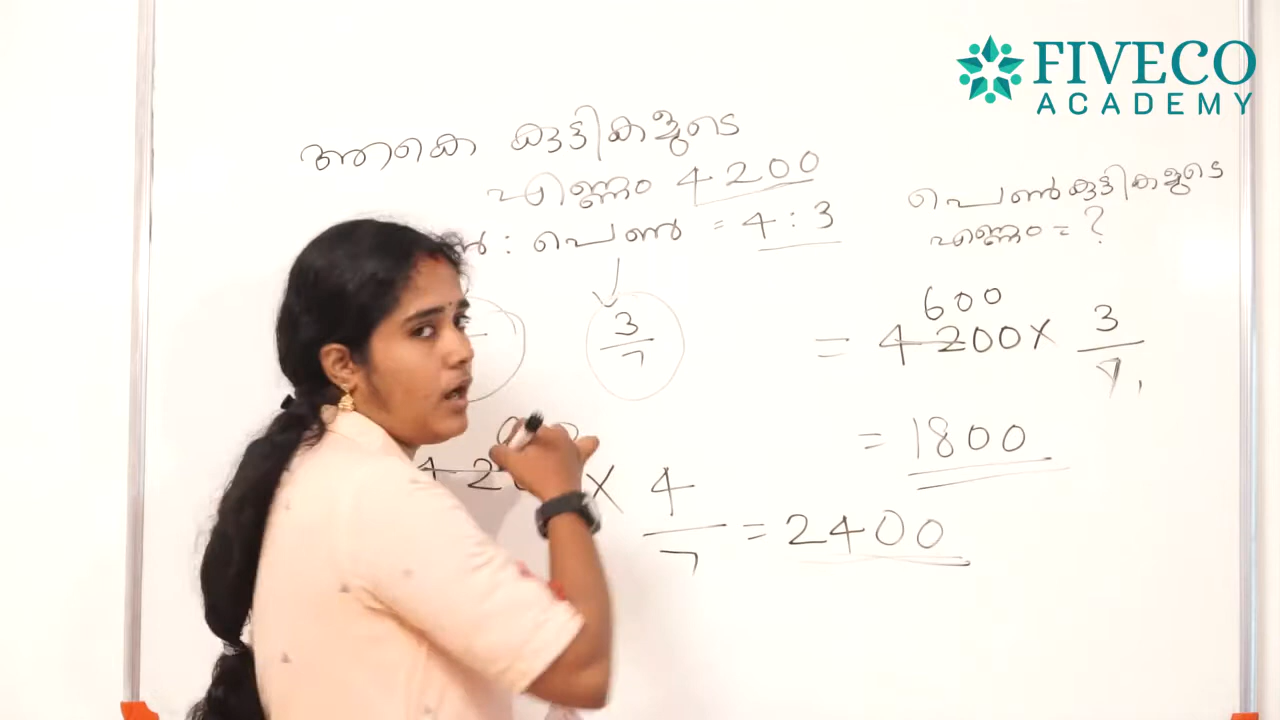 FIVECO
ACADEMY
ആകെ കുട്ടികളുടെ
എണ്ണം 4200
: പെൺ = 4 : 3
3
7
4
7
= 2400
പെൺകുട്ടികളുടെ
എണ്ണം = ?
600
= 4200 × 3
7
= 1800